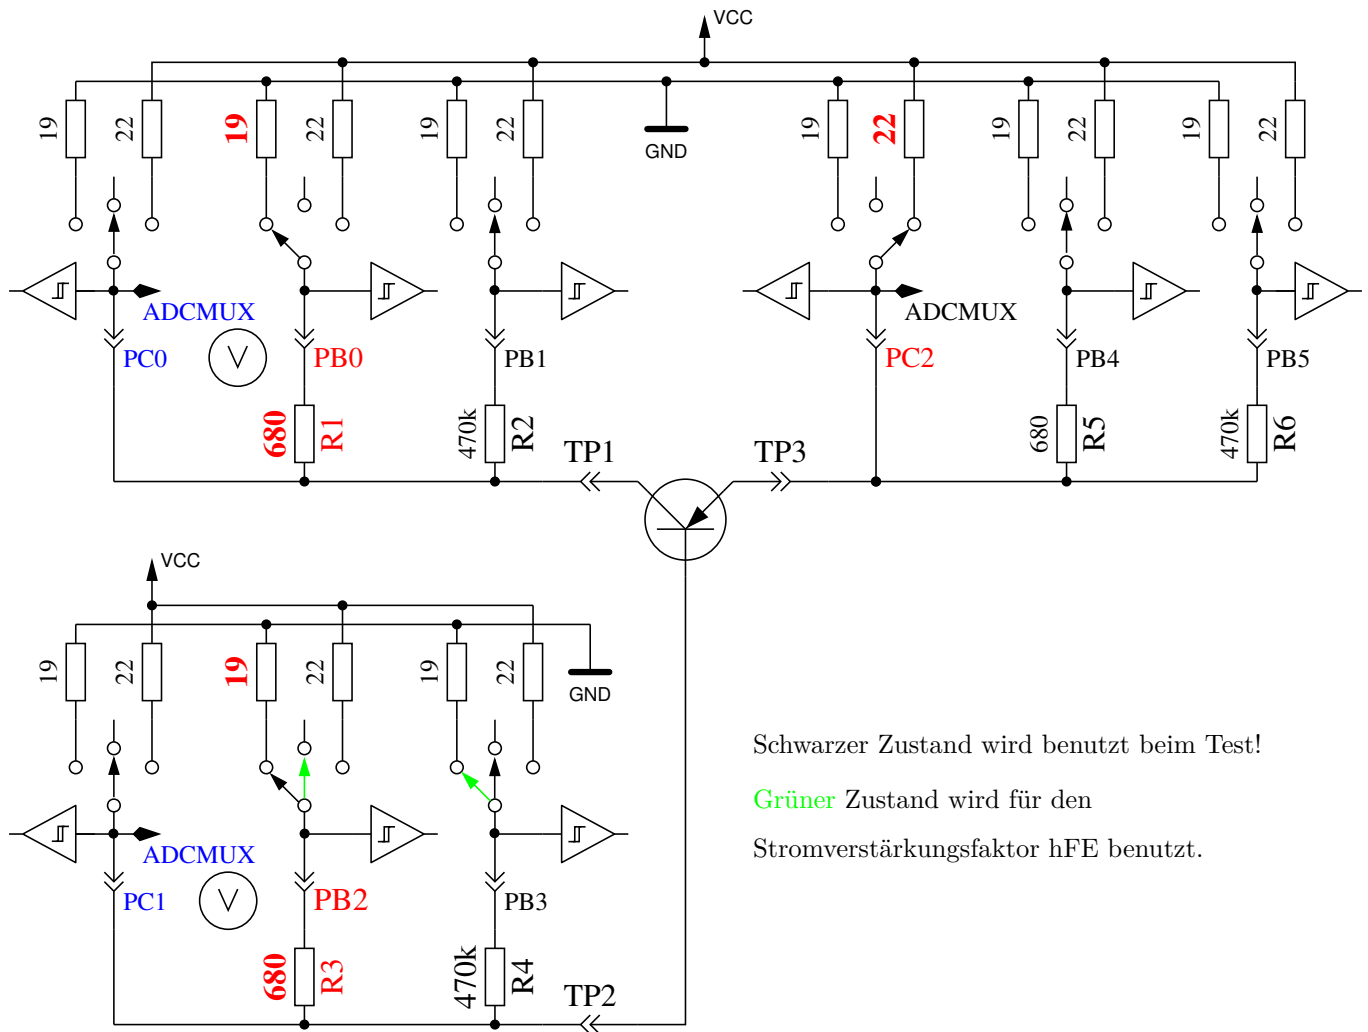 VCC
19
22
19
22
19
22
GND
19
22
19
22
19
22
ADCMUX
ADCMUX
PC0
V
PB0
PB1
PC2
PB4
PB5
680
R1
470k
R2
680
R5
470k
R6
TP1
TP3
VCC
19
22
19
22
19
22
GND
Schwarzer Zustand wird benutzt beim Test!
Grüner Zustand wird für den
Stromverstärkungsfaktor hFE benutzt.
ADCMUX
PC1
V
PB2
PB3
680
R3
470k
R4
TP2